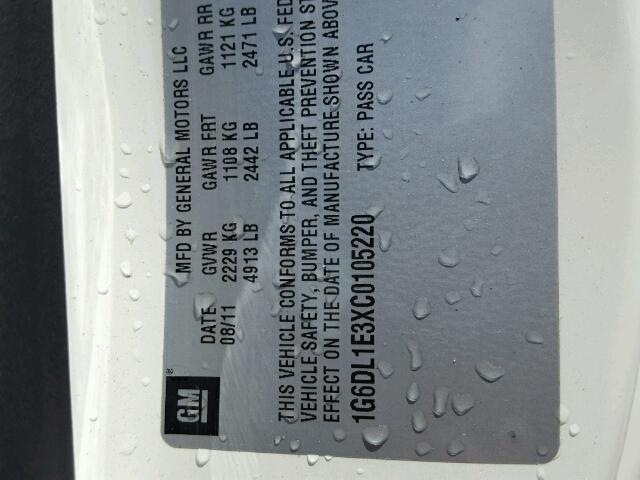 GM
MFD BY GENERAL MOTORS LLC
DATE GVWR GAWR FRT GAWR RR
08/11 2229 KG 1108 KG 1121 KG
4913 LB 2442 LB 2471 LB
THIS VEHICLE CONFORMS TO ALL APPLICABLE U.S. FED
VEHICLE SAFETY, BUMPER, AND THEFT PREVENTION ST
EFFECT ON THE DATE OF MANUFACTURE SHOWN ABOVE
1G6DL1E3XC0105220 TYPE: PASS CAR